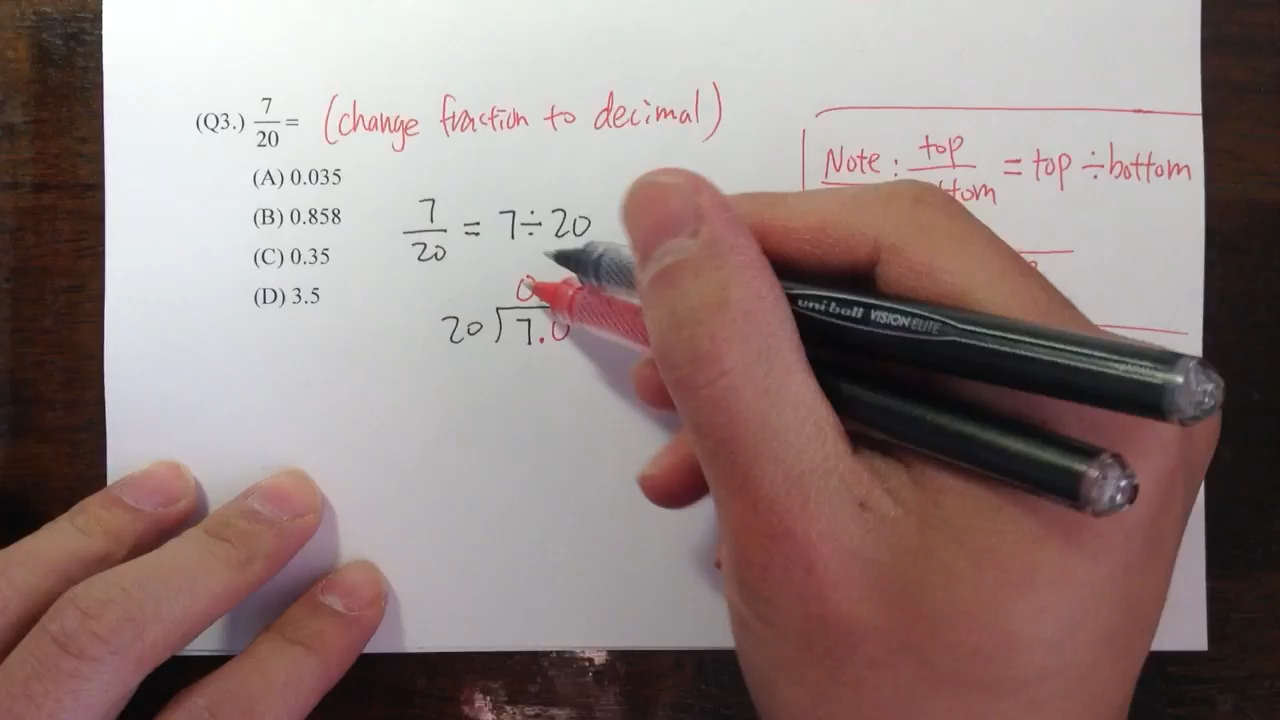 (Q3.) 7/20 = (change fraction to decimal)
(A) 0.035
(B) 0.858
(C) 0.35
(D) 3.5
7/20 = 7÷20
0
20 7.0
Note: top = top ÷ bottom
uni-ball VISION ELITE